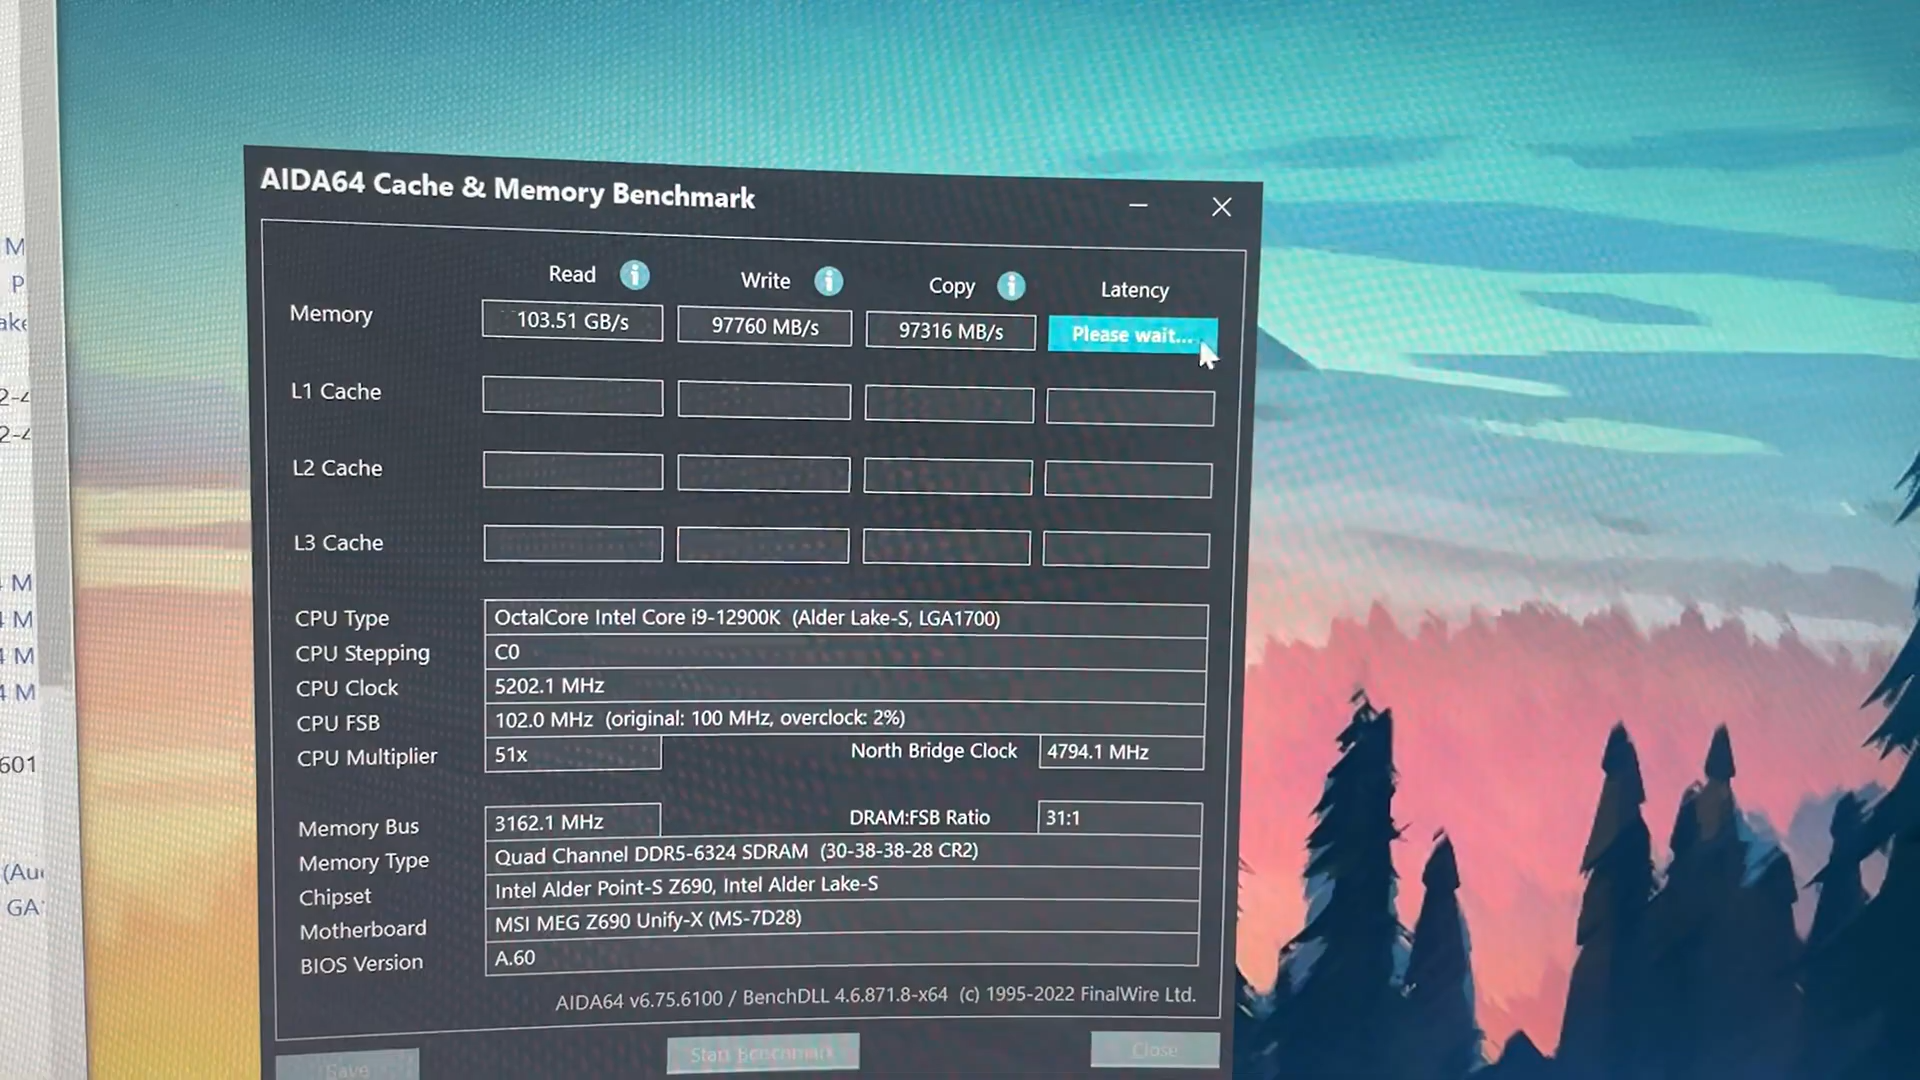 AIDA64 Cache & Memory Benchmark
Read Write Copy Latency
Memory 103.51 GB/s 97760 MB/s 97316 MB/s Please wait...
L1 Cache
L2 Cache
L3 Cache
CPU Type OctalCore Intel Core i9-12900K (Alder Lake-S, LGA1700)
CPU Stepping C0
CPU Clock 5202.1 MHz
CPU FSB 102.0 MHz (original: 100 MHz, overclock: 2%)
CPU Multiplier 51x North Bridge Clock 4794.1 MHz
Memory Bus 3162.1 MHz DRAM:FSB Ratio 31:1
Memory Type Quad Channel DDR5-6324 SDRAM (30-38-38-28 CR2)
Chipset Intel Alder Point-S Z690, Intel Alder Lake-S
Motherboard MSI MEG Z690 Unify-X (MS-7D28)
BIOS Version A.60
AIDA64 v6.75.6100 / BenchDLL 4.6.871.8-x64 (c) 1995-2022 FinalWire Ltd.
Save Start Benchmark Close